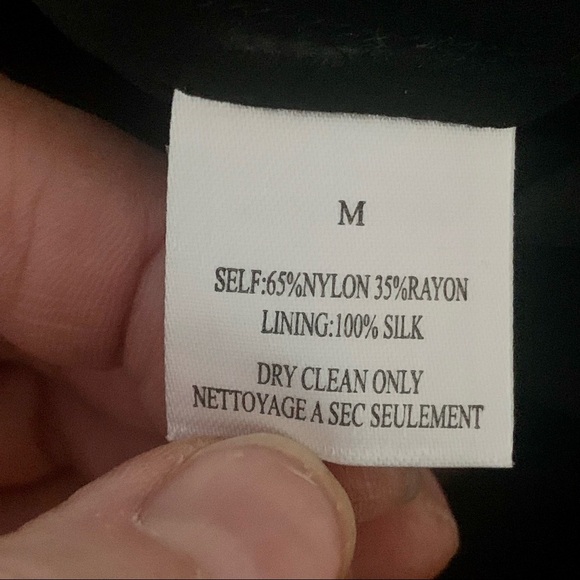 M
SELF:65%NYLON 35%RAYON
LINING:100% SILK
DRY CLEAN ONLY
NETTOYAGE A SEC SEULEMENT